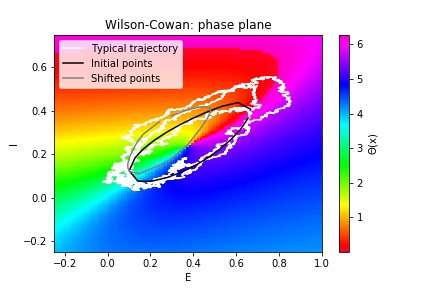 Wilson-Cowan: phase plane
Typical trajectory
Initial points
Shifted points
0.6
0.4
0.2
0.0
−0.2
I
−0.2 0.0 0.2 0.4 0.6 0.8 1.0
E
6
5
4
3
2
1
Θ(x)